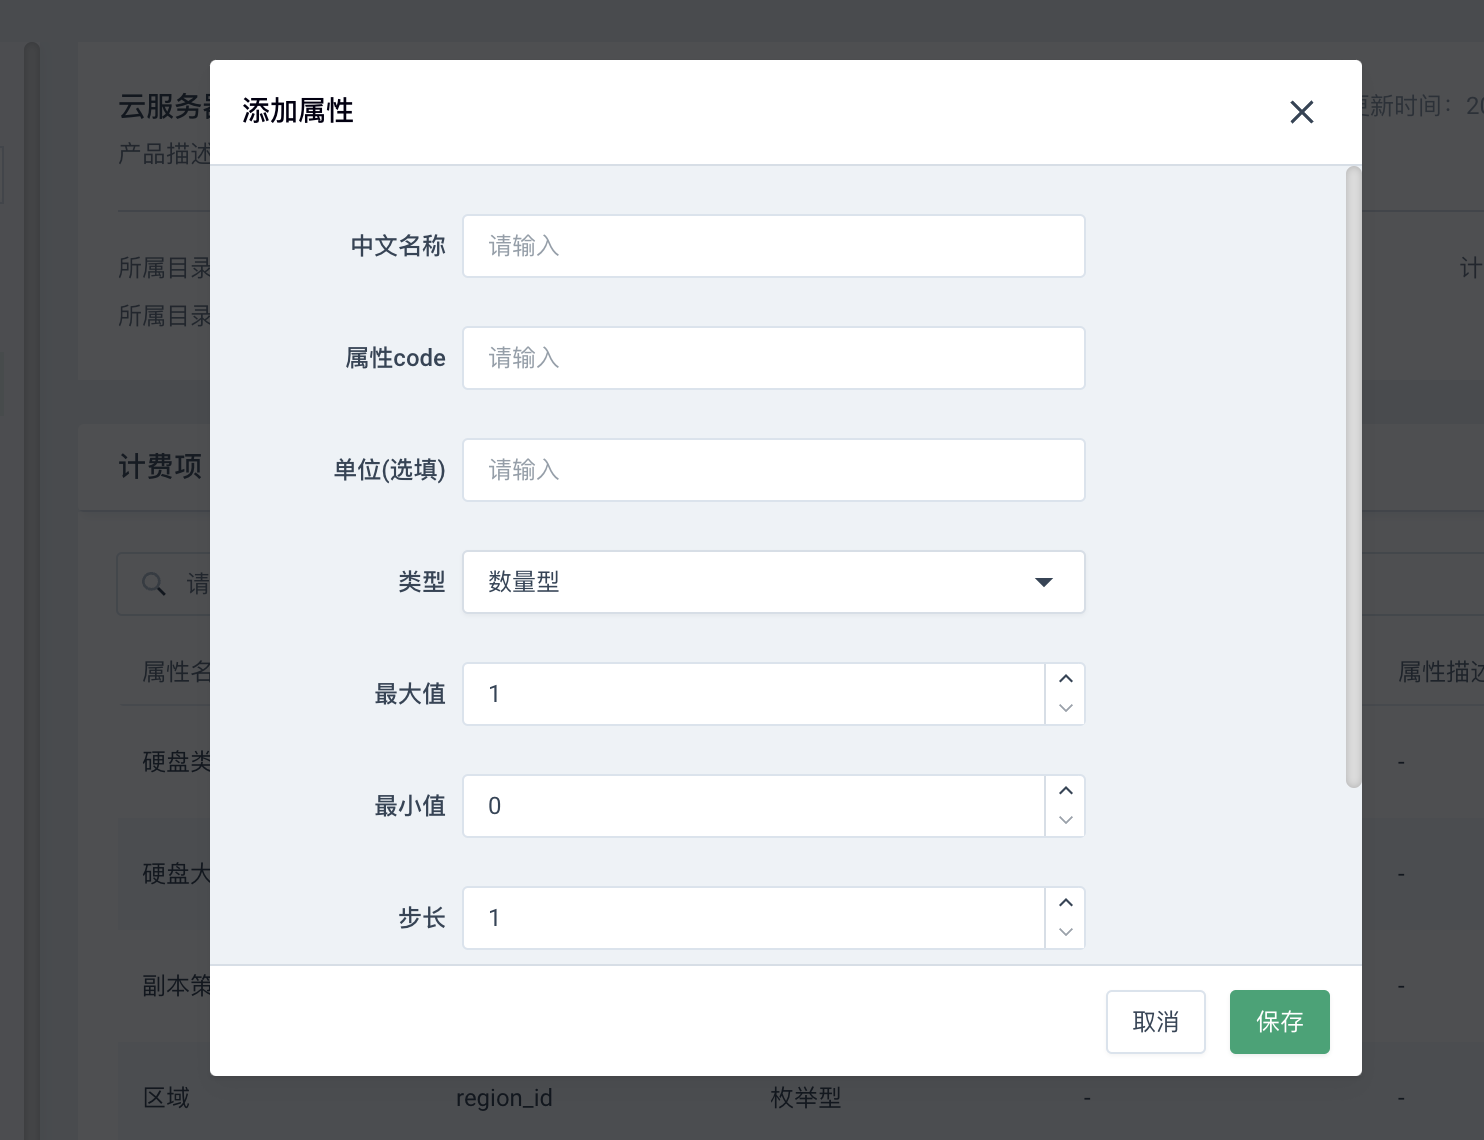 云服务
添加属性
更新时间：20
产品描述
中文名称
请输入
所属目录
计
所属目录
属性code
请输入
计费项
单位(选填)
请输入
请
类型
数量型
属性名
最大值
1
属性描述
硬盘类
-
最小值
0
硬盘大
-
步长
1
副本策
-
取消
保存
区域
region_id
枚举型
-
-